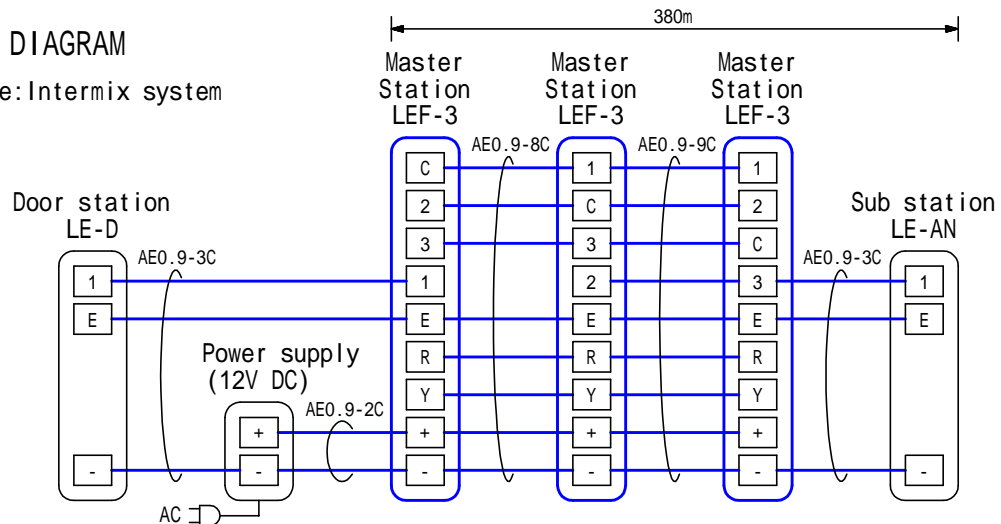 380m
DIAGRAM
e:Intermix system
Master
Station
LEF-3
Master
Station
LEF-3
Master
Station
LEF-3
AE0.9-8C
AE0.9-9C
Door station
LE-D
Sub station
LE-AN
AE0.9-3C
AE0.9-3C
C 1 1
2 C 2
3 3 C
1 1 2 3 1
E E E E E
R R R
Power supply
(12V DC)
Y Y Y
AE0.9-2C
+ + + +
- - - - - -
AC